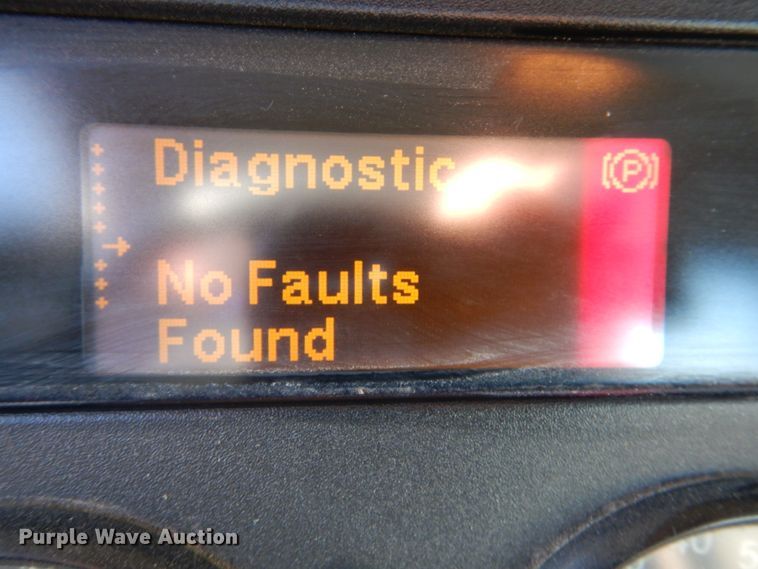 Diagnostic
P
No Faults
Found
Purple Wave Auction